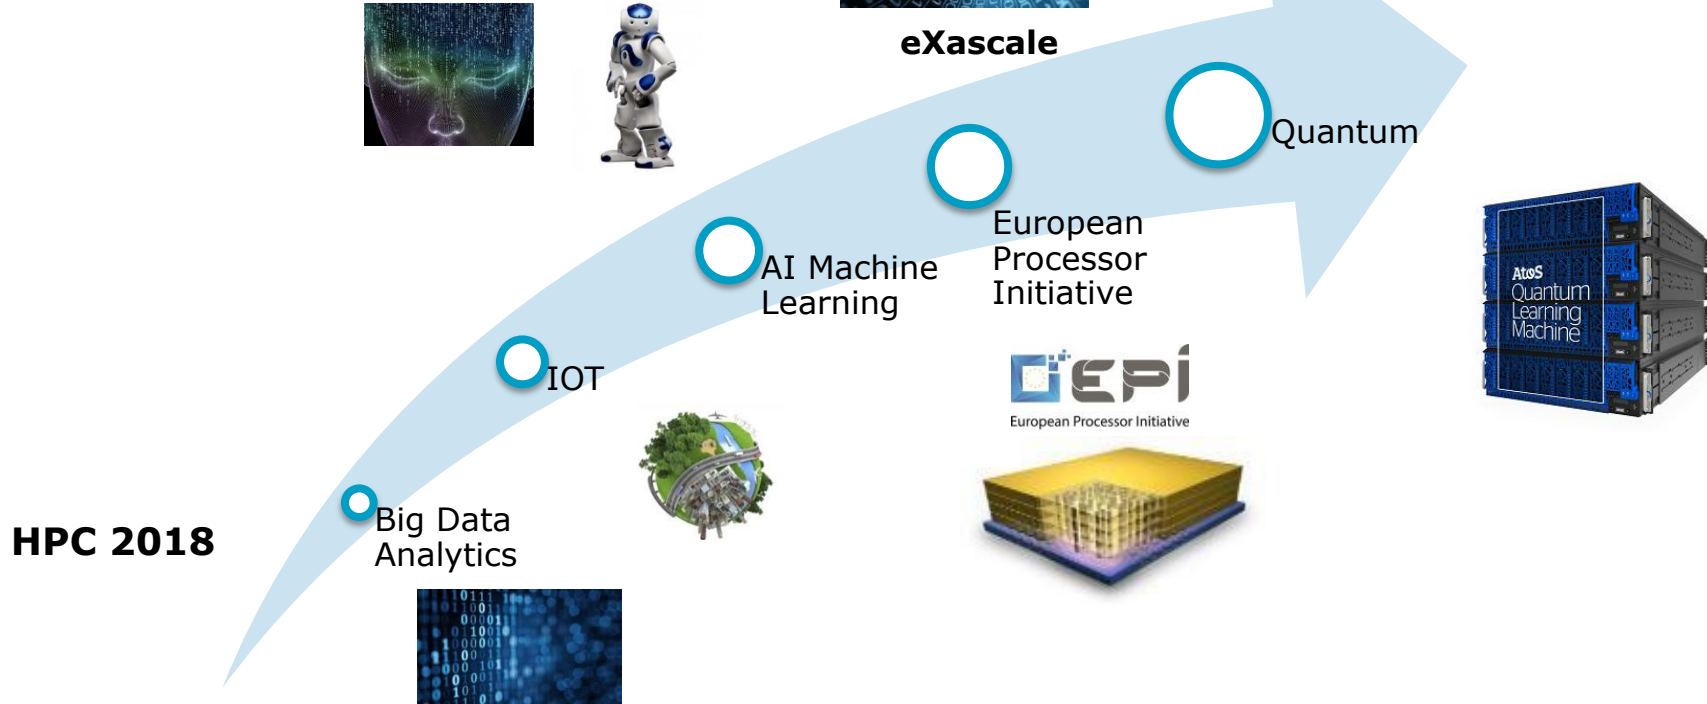 eXascale
Quantum
European
Processor
Initiative
AI Machine
Learning
IOT
AtoS
Quantum
Learning
Machine
EPI
European Processor Initiative
HPC 2018
Big Data
Analytics